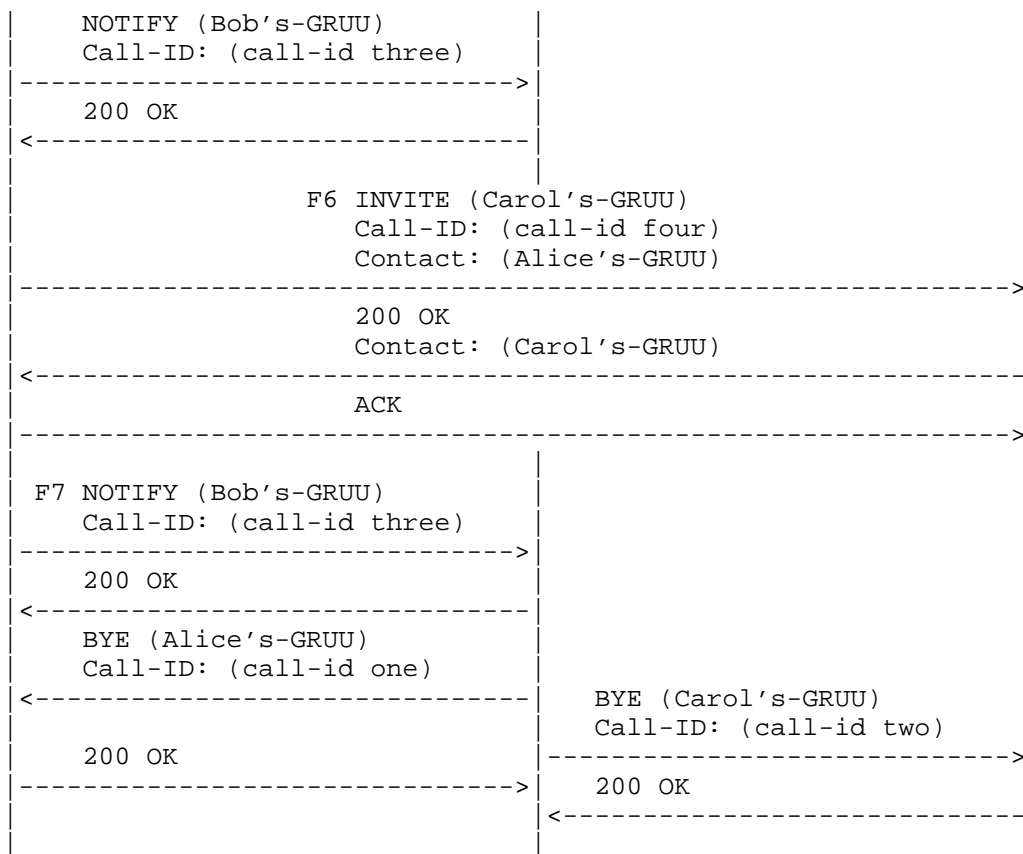 NOTIFY (Bob's-GRUU)
Call-ID: (call-id three)
200 OK
F6 INVITE (Carol's-GRUU)
Call-ID: (call-id four)
Contact: (Alice's-GRUU)
200 OK
Contact: (Carol's-GRUU)
ACK
F7 NOTIFY (Bob's-GRUU)
Call-ID: (call-id three)
200 OK
BYE (Alice's-GRUU)
Call-ID: (call-id one)
BYE (Carol's-GRUU)
Call-ID: (call-id two)
200 OK
200 OK